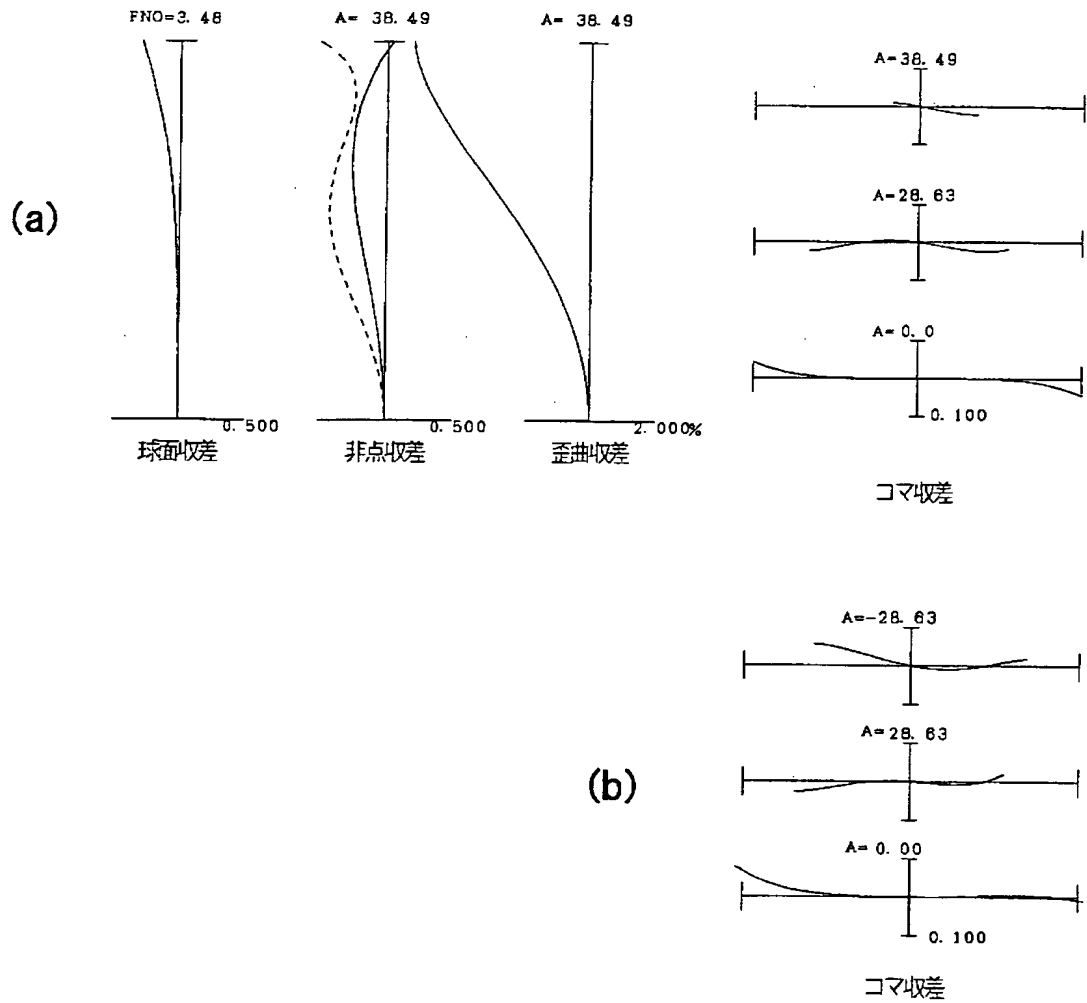 (a)
FNO=3.48
A= 38.49
A= 38.49
0.500
0.500
2.000%
球面収差
非点収差
歪曲収差
A=38.49
A=28.63
A=0.0
0.100
コマ収差
(b)
A=-28.63
A=28.63
A= 0.00
0.100
コマ収差